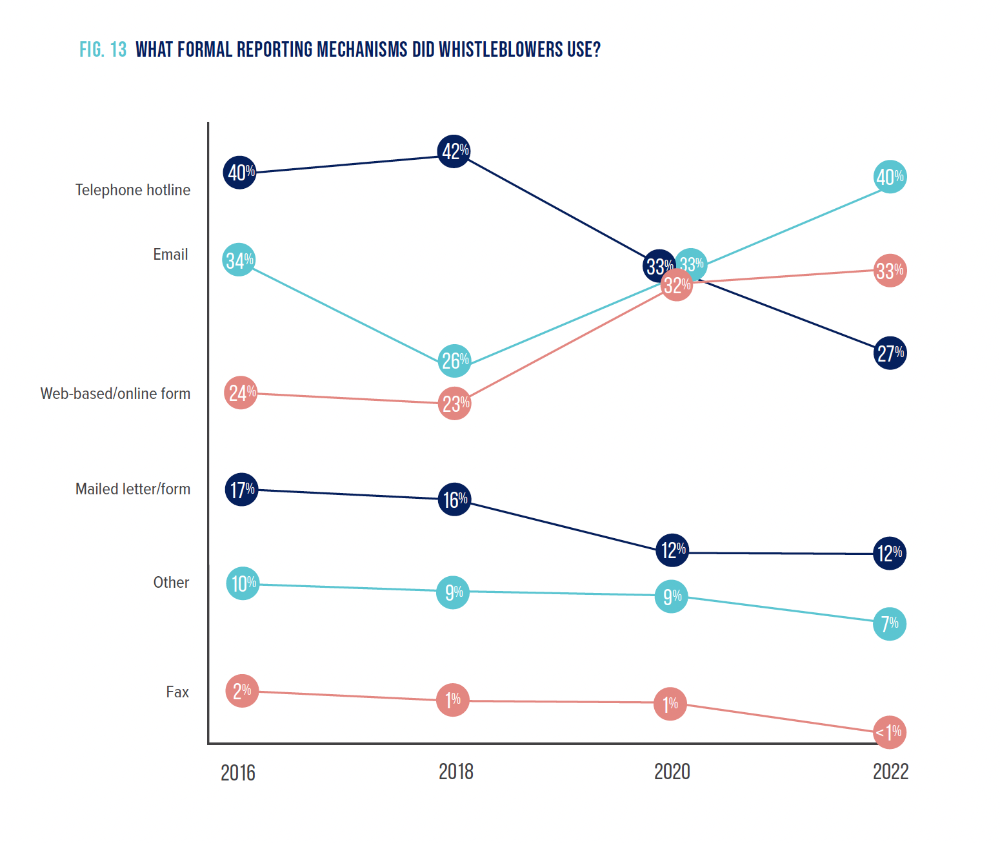 FIG. 13 WHAT FORMAL REPORTING MECHANISMS DID WHISTLEBLOWERS USE?
Telephone hotline
40% 42% 33% 27%
Email
34% 26% 33% 40%
Web-based/online form
24% 23% 32% 33%
Mailed letter/form
17% 16% 12% 12%
Other
10% 9% 9% 7%
Fax
2% 1% 1% <1%
2016 2018 2020 2022